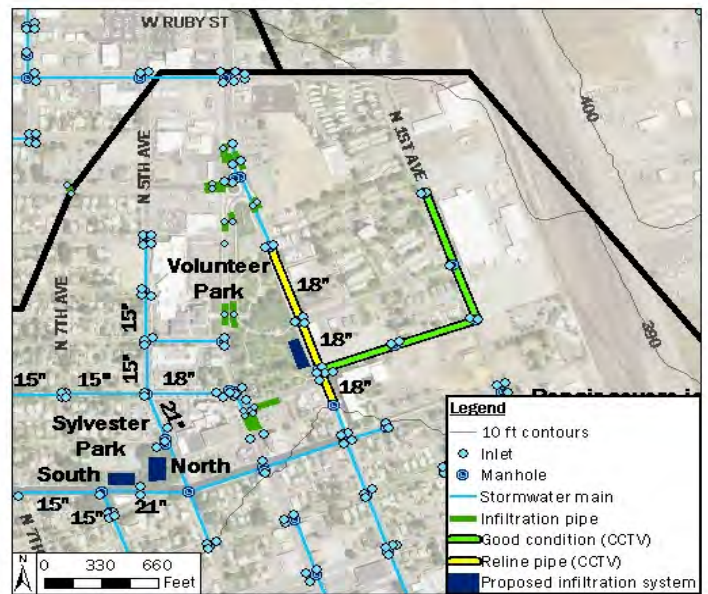 W RUBY ST
N 5TH AVE
N 1ST AVE
400
Volunteer
Park
18"
N 7TH AVE
15"
18"
390
15"
15"
15"
18"
18"
Sylvester
Park
21"
Legend
10 ft contours
Inlet
Manhole
Stormwater main
Infiltration pipe
Good condition (CCTV)
Reline pipe (CCTV)
Proposed infiltration system
South
North
15"
15"
21"
N 7TH
N
0 330 660
Feet